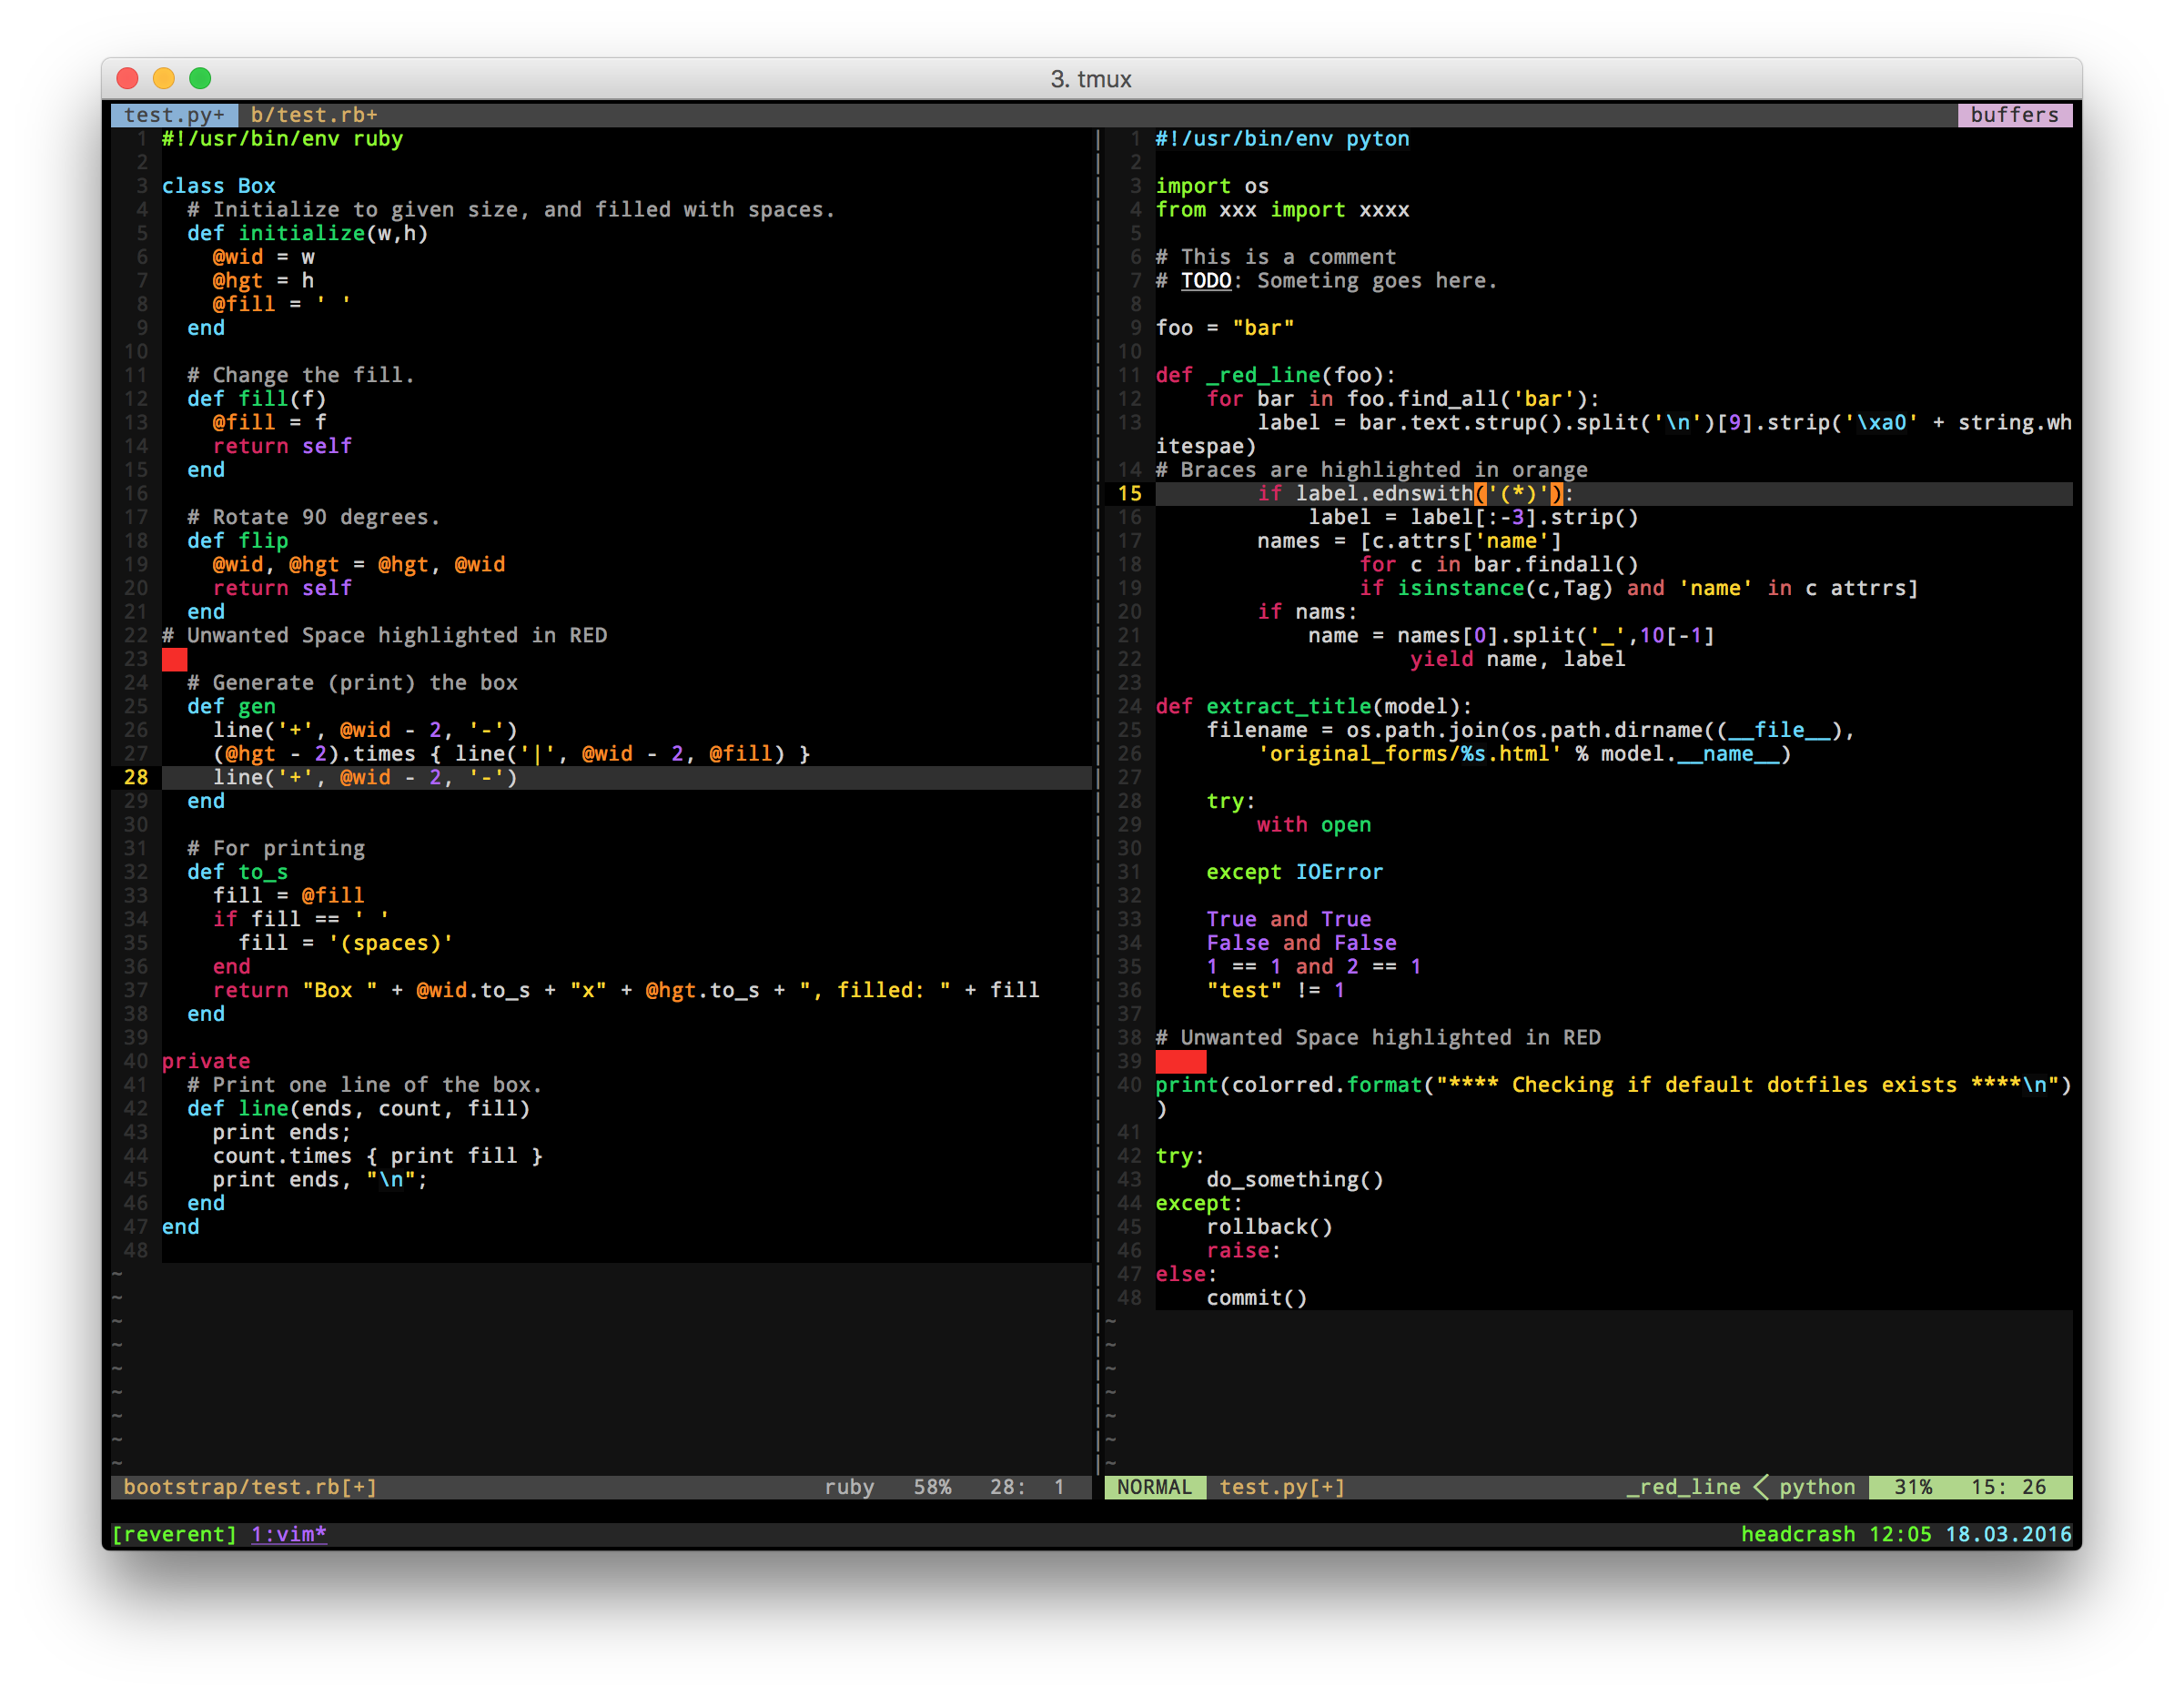 3. tmux
test.py+ b/test.rb+ buffers
1 #!/usr/bin/env ruby
2
3 class Box
4   # Initialize to given size, and filled with spaces.
5   def initialize(w,h)
6     @wid = w
7     @hgt = h
8     @fill = ' '
9   end
10
11   # Change the fill.
12   def fill(f)
13     @fill = f
14     return self
15   end
16
17   # Rotate 90 degrees.
18   def flip
19     @wid, @hgt = @hgt, @wid
20     return self
21   end
22 # Unwanted Space highlighted in RED
23
24   # Generate (print) the box
25   def gen
26     line('+', @wid - 2, '-')
27     (@hgt - 2).times { line('|', @wid - 2, @fill) }
28     line('+', @wid - 2, '-')
29   end
30
31   # For printing
32   def to_s
33     fill = @fill
34     if fill == ' '
35       fill = '(spaces)'
36     end
37     return "Box " + @wid.to_s + "x" + @hgt.to_s + ", filled: " + fill
38   end
39
40 private
41   # Print one line of the box.
42   def line(ends, count, fill)
43     print ends;
44     count.times { print fill }
45     print ends, "\n";
46   end
47 end
48
~
~
~
~
~
~
~
~
~
bootstrap/test.rb[+] ruby 58% 28: 1
1 #!/usr/bin/env pyton
2
3 import os
4 from xxx import xxxx
5
6 # This is a comment
7 # TODO: Someting goes here.
8
9 foo = "bar"
10
11 def _red_line(foo):
12     for bar in foo.find_all('bar'):
13         label = bar.text.strup().split('\n')[9].strip('\xa0' + string.wh
itespae)
14 # Braces are highlighted in orange
15         if label.ednswith('(*)'):
16             label = label[:-3].strip()
17         names = [c.attrs['name']
18                 for c in bar.findall()
19                 if isinstance(c,Tag) and 'name' in c attrrs]
20         if nams:
21             name = names[0].split('_',10[-1]
22                     yield name, label
23
24 def extract_title(model):
25     filename = os.path.join(os.path.dirname((__file__),
26         'original_forms/%s.html' % model.__name__)
27
28     try:
29         with open
30
31     except IOError
32
33     True and True
34     False and False
35     1 == 1 and 2 == 1
36     "test" != 1
37
38 # Unwanted Space highlighted in RED
39
40 print(colorred.format("**** Checking if default dotfiles exists ****\n")
)
41
42 try:
43     do_something()
44 except:
45     rollback()
46     raise:
47 else:
48     commit()
~
~
~
~
~
~
~
NORMAL test.py[+] _red_line < python 31% 15: 26
[reverent] 1:vim* headcrash 12:05 18.03.2016